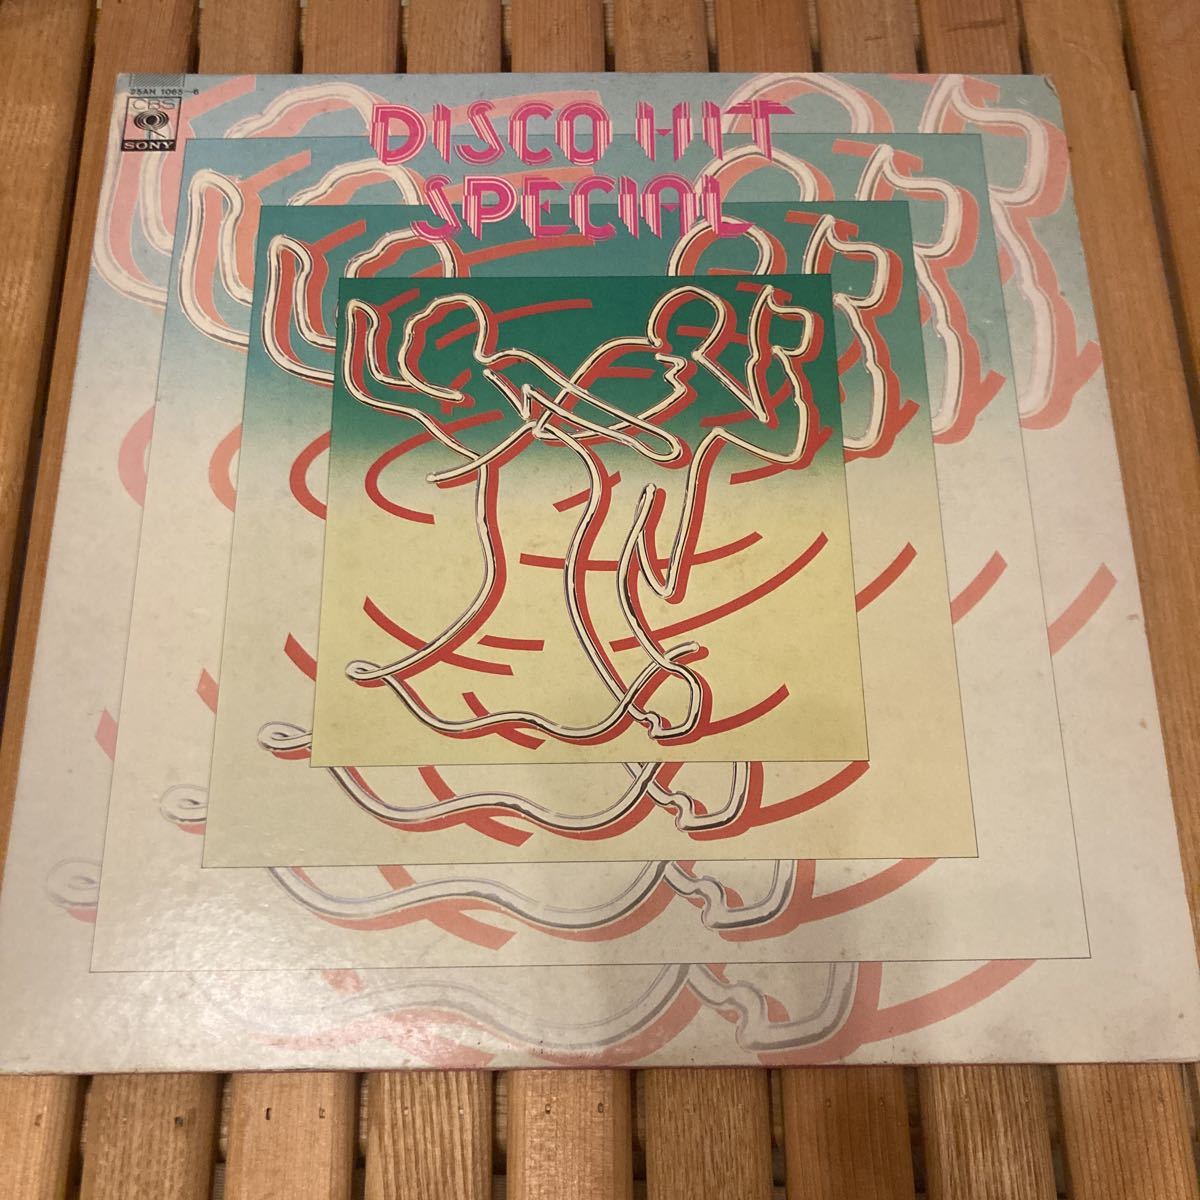 25AH 1065~6
CBS
SONY
DISCO HIT
SPECIAL